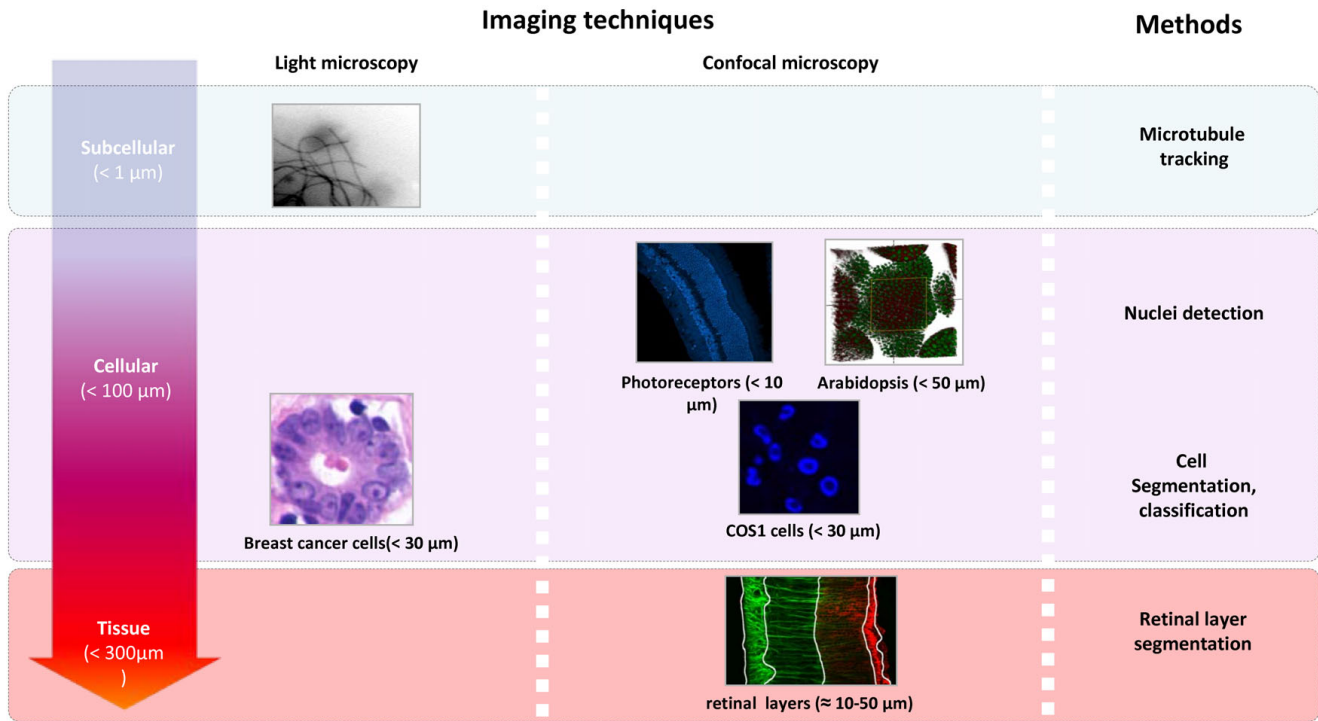 Imaging techniques
Methods
Light microscopy
Confocal microscopy
Subcellular
(< 1 μm)
Microtubule
tracking
Cellular
(< 100 μm)
Photoreceptors (< 10
μm)
Arabidopsis (< 50 μm)
Nuclei detection
Breast cancer cells(< 30 μm)
COS1 cells (< 30 μm)
Cell
Segmentation,
classification
Tissue
(< 300μm
)
retinal layers (≈ 10-50 μm)
Retinal layer
segmentation